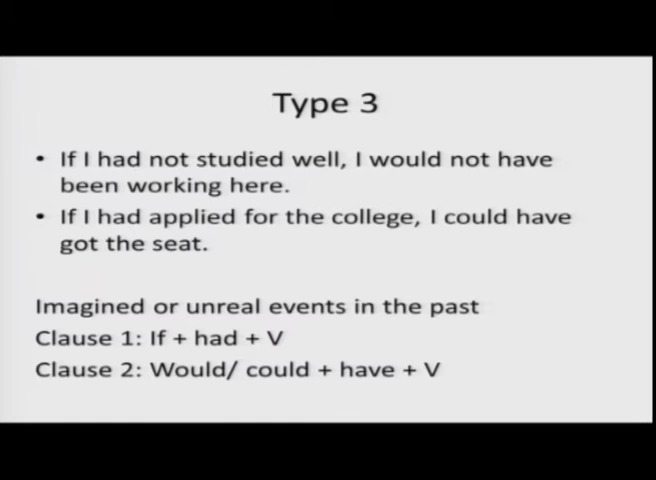 Type 3
• If I had not studied well, I would not have
been working here.
• If I had applied for the college, I could have
got the seat.
Imagined or unreal events in the past
Clause 1: If + had + V
Clause 2: Would/ could + have + V